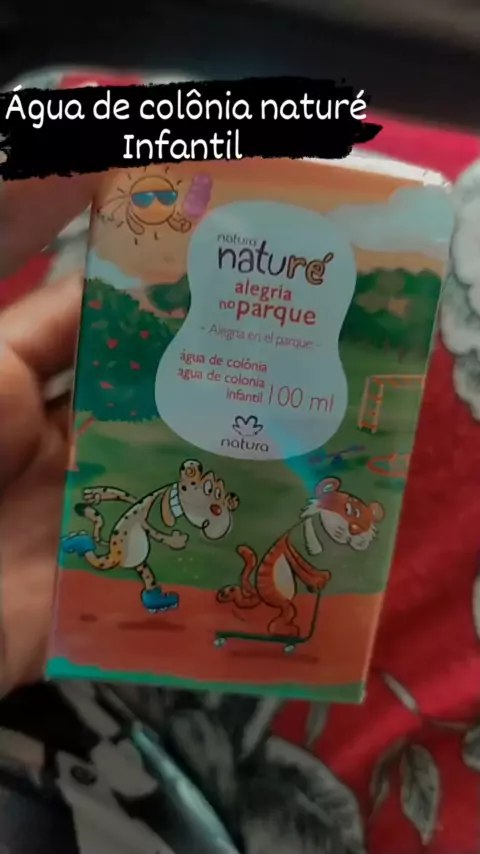 Água de colônia naturé
Infantil
natura
naturé
alegria
no parque
- Alegria en el parque -
água de colônia
agua de colonia
infantil 100 ml
natura